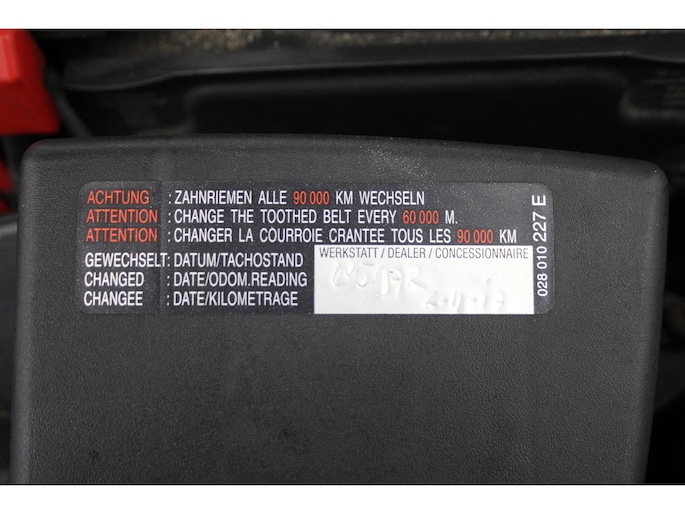 ACHTUNG : ZAHNRIEMEN ALLE 90 000 KM WECHSELN
ATTENTION : CHANGE THE TOOTHED BELT EVERY 60 000 M.
ATTENTION : CHANGER LA COURROIE CRANTEE TOUS LES 90 000 KM
GEWECHSELT: DATUM/TACHOSTAND
CHANGED : DATE/ODOM.READING
CHANGEE : DATE/KILOMETRAGE
WERKSTATT / DEALER / CONCESSIONNAIRE
028 010 227 E